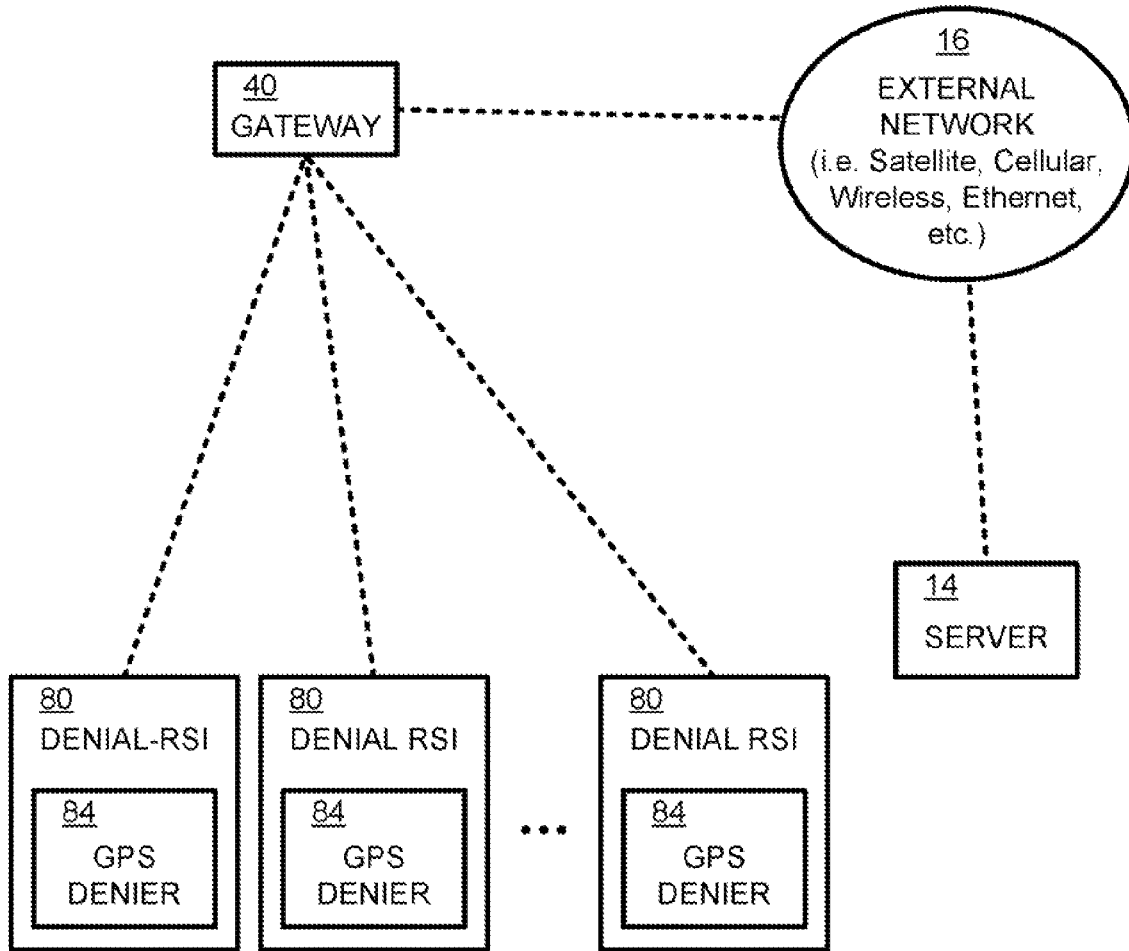 40
GATEWAY
16
EXTERNAL
NETWORK
(i.e. Satellite, Cellular,
Wireless, Ethernet,
etc.)
14
SERVER
80
DENIAL-RSI
84
GPS
DENIER
80
DENIAL RSI
84
GPS
DENIER
...
80
DENIAL RSI
84
GPS
DENIER